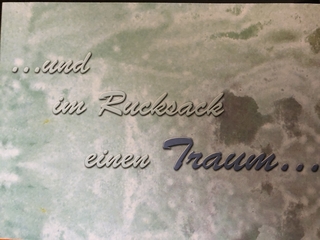 ...und
im Rucksack
einen Traum...